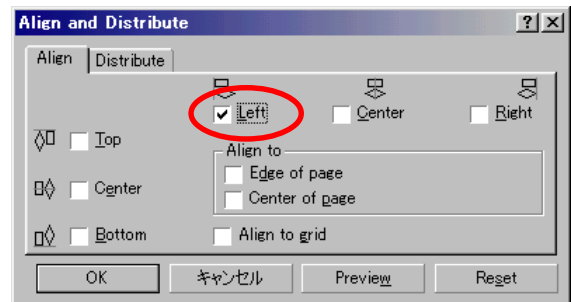 Align and Distribute
Align Distribute
Left Center Right
Top
Align to
Edge of page
Center
Center of page
Bottom Align to grid
OK キャンセル Preview Reset